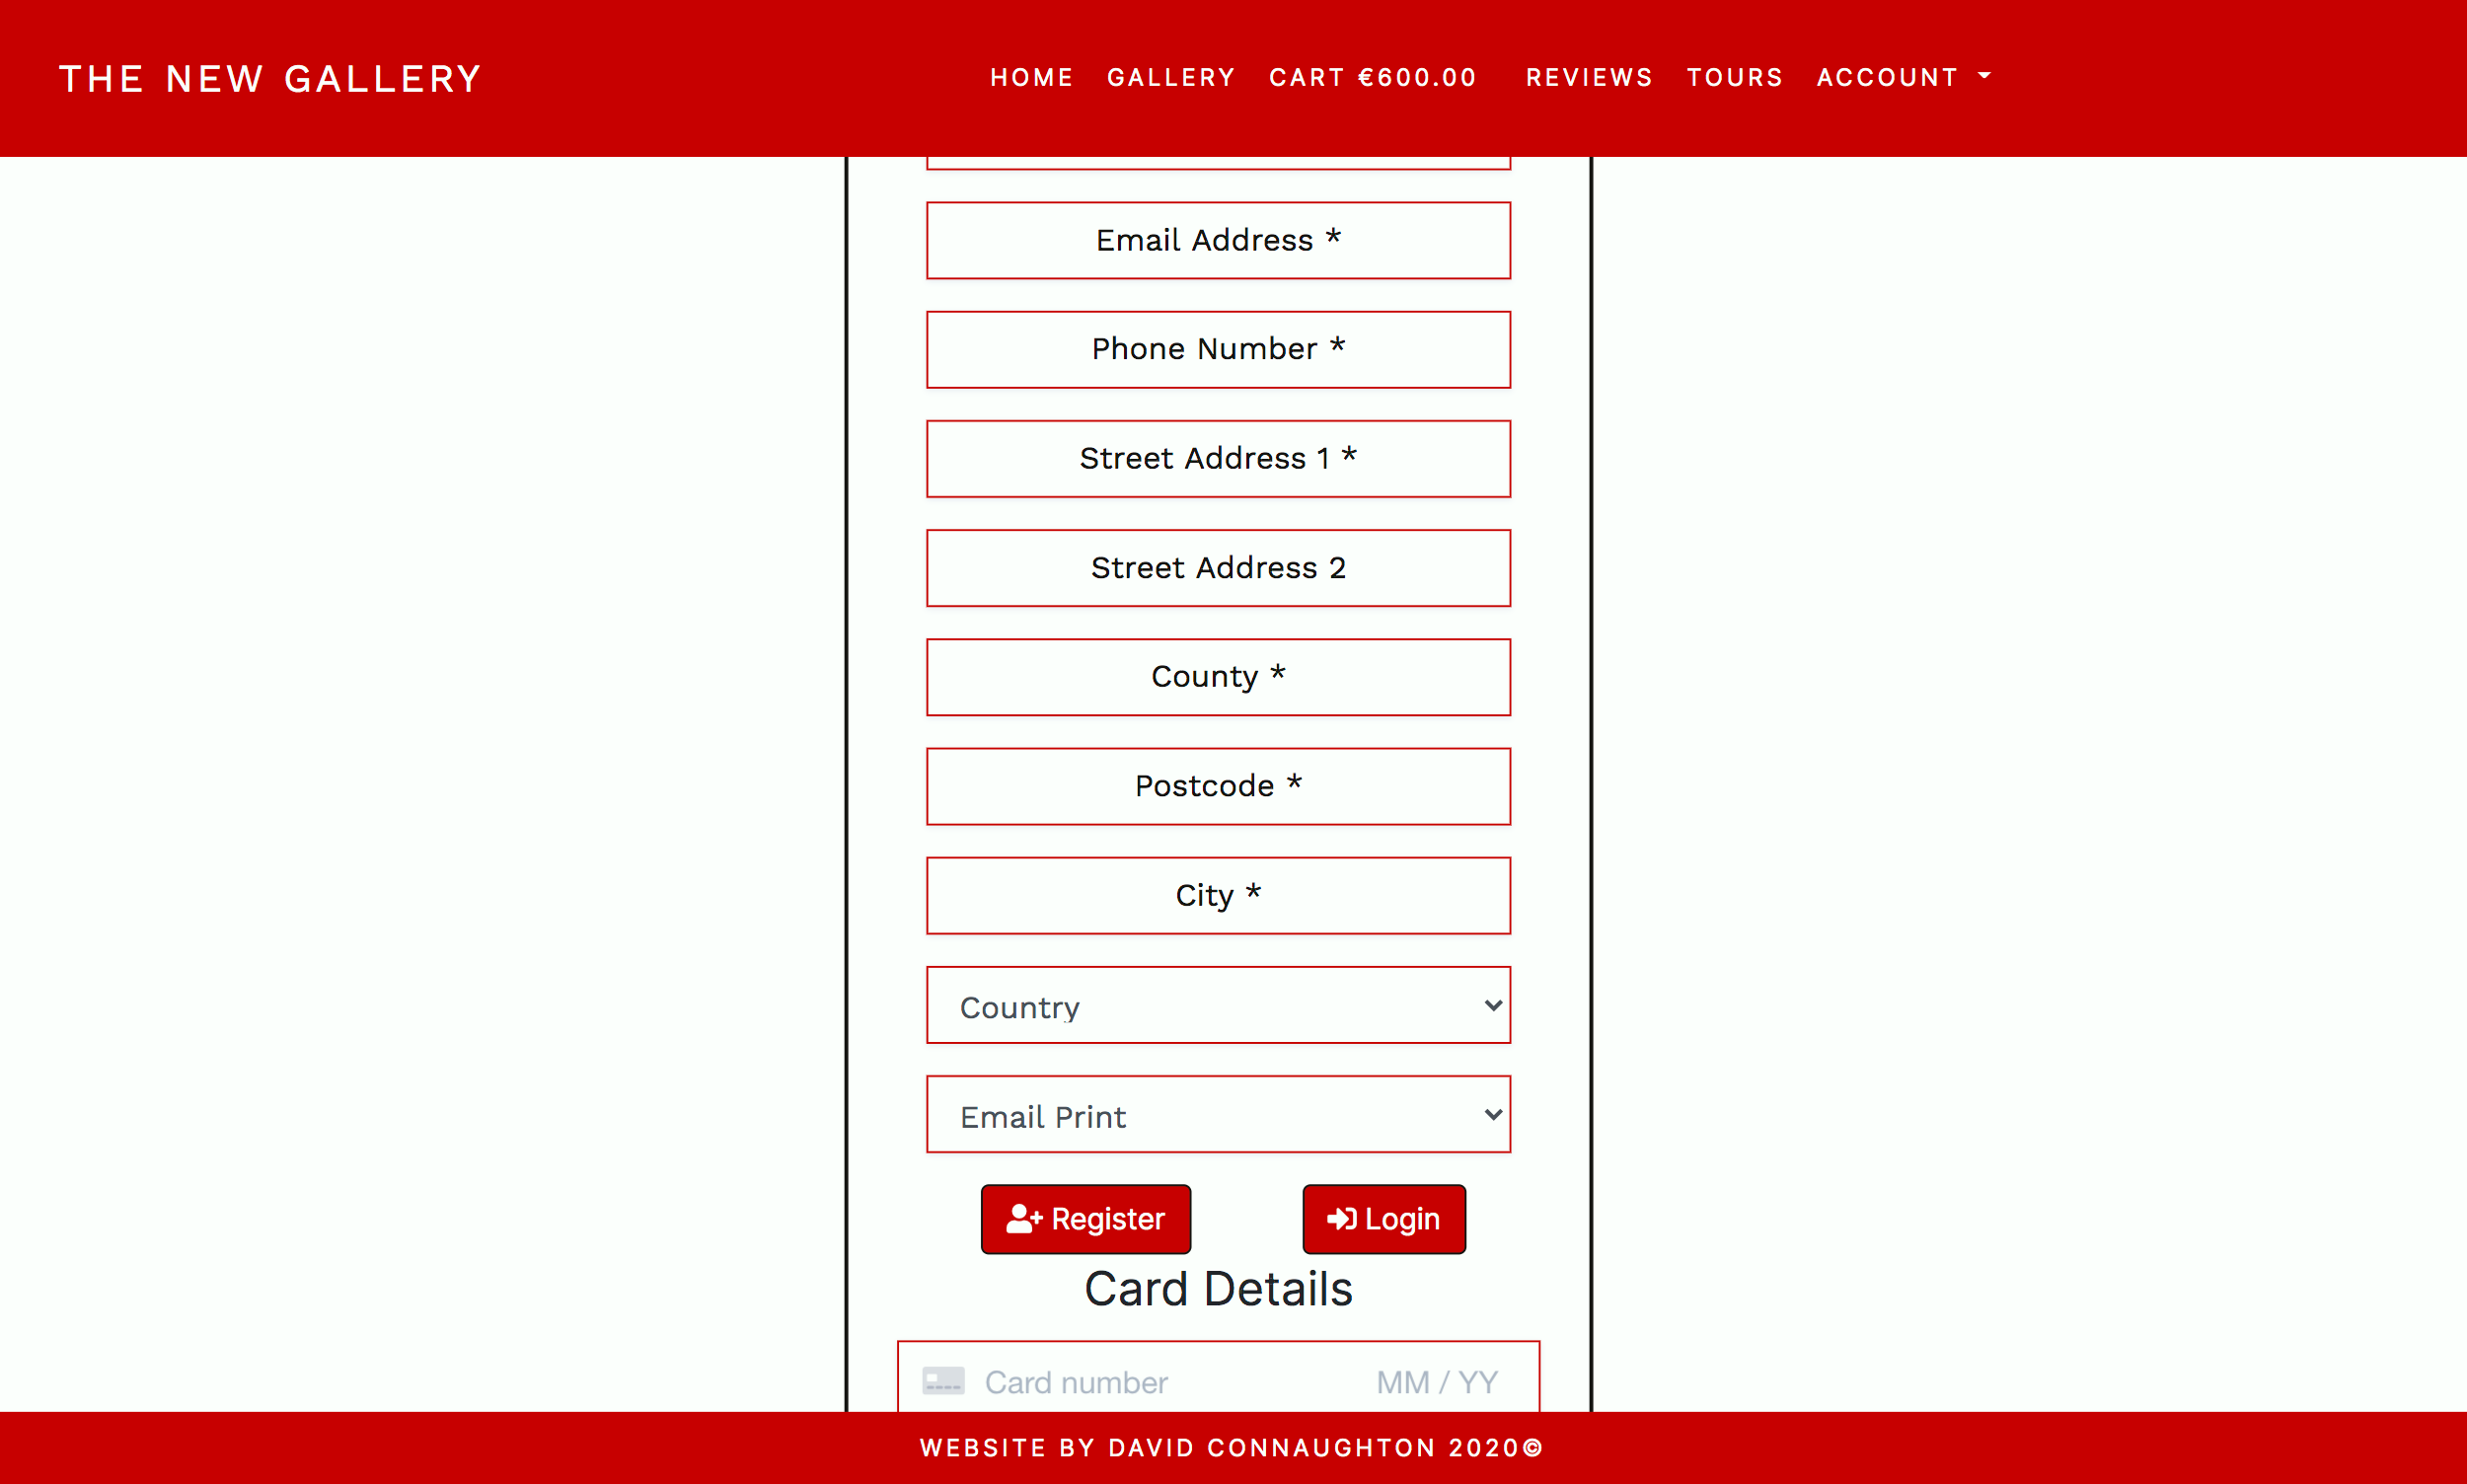 THE NEW GALLERY
HOME GALLERY CART €600.00 REVIEWS TOURS ACCOUNT
Email Address *
Phone Number *
Street Address 1 *
Street Address 2
County *
Postcode *
City *
Country
Email Print
Register Login
Card Details
Card number MM / YY
WEBSITE BY DAVID CONNAUGHTON 2020©